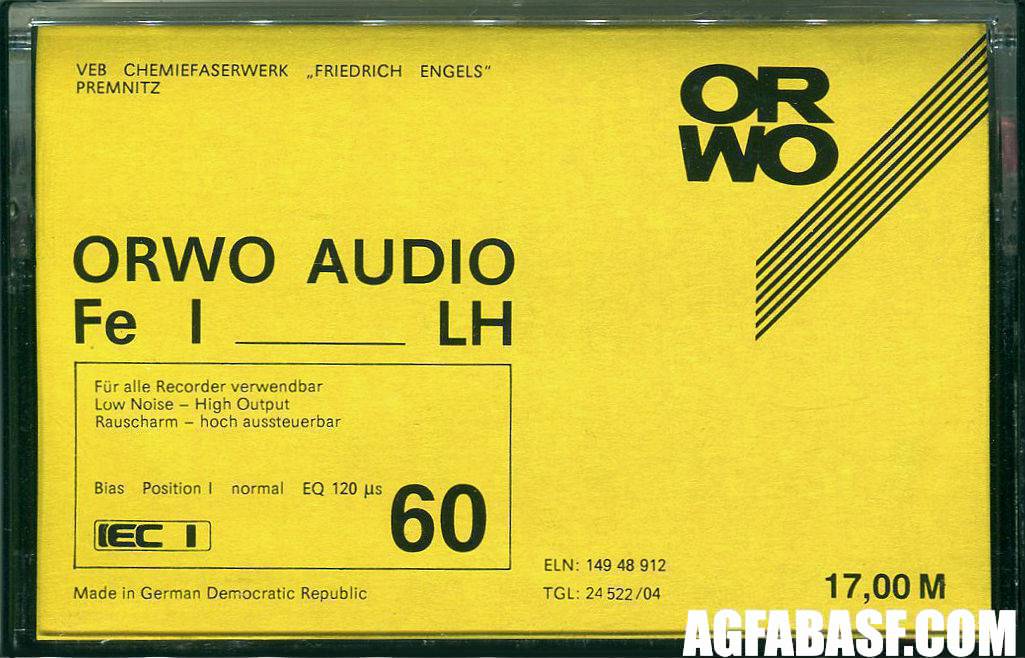 VEB CHEMIEFASERWERK „FRIEDRICH ENGELS“
PREMNITZ
OR
WO
ORWO AUDIO
Fe I ______ LH
Für alle Recorder verwendbar
Low Noise – High Output
Rauscharm – hoch aussteuerbar
Bias Position I normal EQ 120 µs
IEC I
60
Made in German Democratic Republic
ELN: 149 48 912
TGL: 24 522/04
17,00 M
AGFABASF.COM